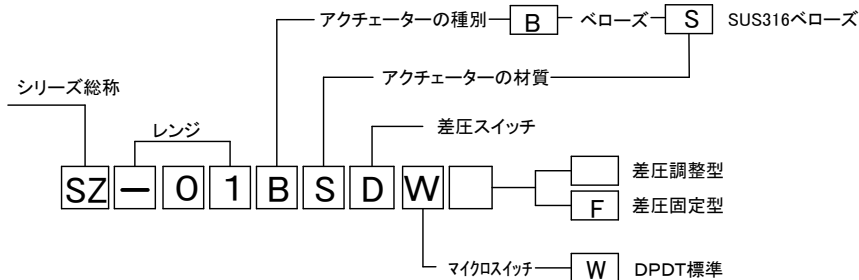 アクチェーターの種別 B ベローズ S SUS316ベローズ
アクチェーターの材質
シリーズ総称
レンジ
差圧スイッチ
SZ － 0 1 B S D W
差圧調整型
F 差圧固定型
マイクロスイッチ W DPDT標準